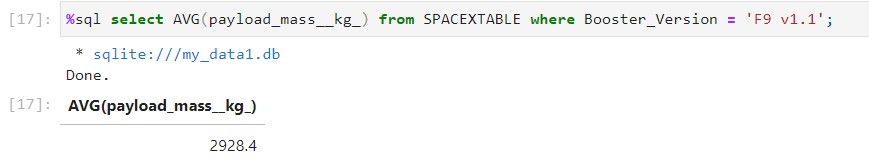 [17]: %sql select AVG(payload_mass__kg_) from SPACEXTABLE where Booster_Version = 'F9 v1.1';
* sqlite:///my_data1.db
Done.
[17]: AVG(payload_mass__kg_)
2928.4